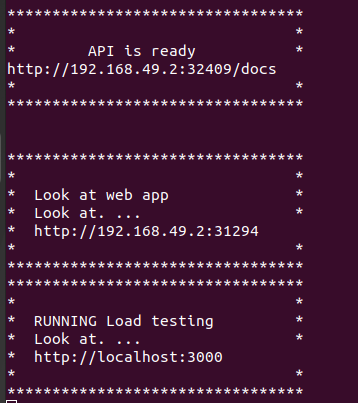 *********************************
*                               *
*        API is ready           *
http://192.168.49.2:32409/docs
*                               *
*********************************
*********************************
*                               *
*  Look at web app              *
*  Look at. ...                 *
*  http://192.168.49.2:31294
*                               *
*********************************
*********************************
*                               *
*  RUNNING Load testing         *
*  Look at. ...                 *
*  http://localhost:3000
*                               *
*********************************